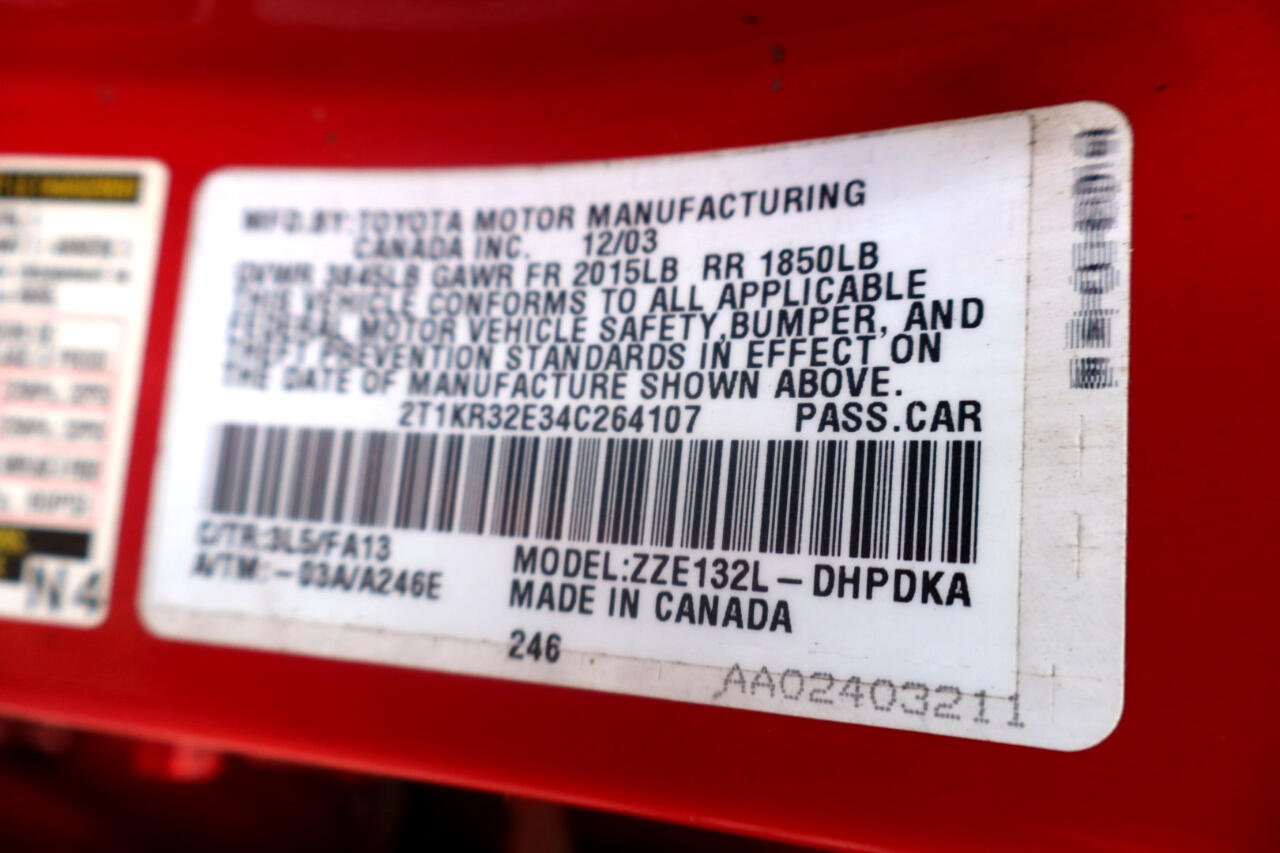 MFD.BY:TOYOTA MOTOR MANUFACTURING
CANADA INC. 12/03
GVWR 3845LB GAWR FR 2015LB RR 1850LB
THIS VEHICLE CONFORMS TO ALL APPLICABLE
FEDERAL MOTOR VEHICLE SAFETY,BUMPER, AND
THEFT PREVENTION STANDARDS IN EFFECT ON
THE DATE OF MANUFACTURE SHOWN ABOVE.
2T1KR32E34C264107 PASS.CAR
C/TR:3L5/FA13
A/TM:-03A/A246E
MODEL:ZZE132L-DHPDKA
MADE IN CANADA
246
AA02403211
N4